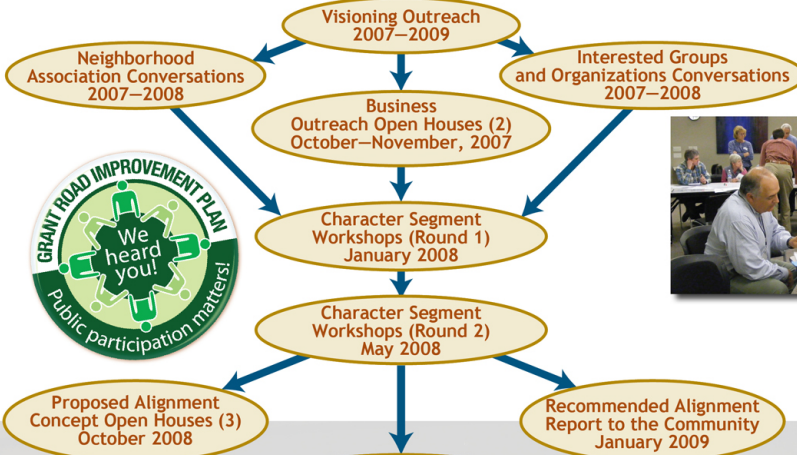 Visioning Outreach
2007—2009
Neighborhood
Association Conversations
2007—2008
Interested Groups
and Organizations Conversations
2007—2008
Business
Outreach Open Houses (2)
October—November, 2007
GRANT ROAD IMPROVEMENT PLAN
We
heard
you!
Public participation matters!
Character Segment
Workshops (Round 1)
January 2008
Character Segment
Workshops (Round 2)
May 2008
Proposed Alignment
Concept Open Houses (3)
October 2008
Recommended Alignment
Report to the Community
January 2009